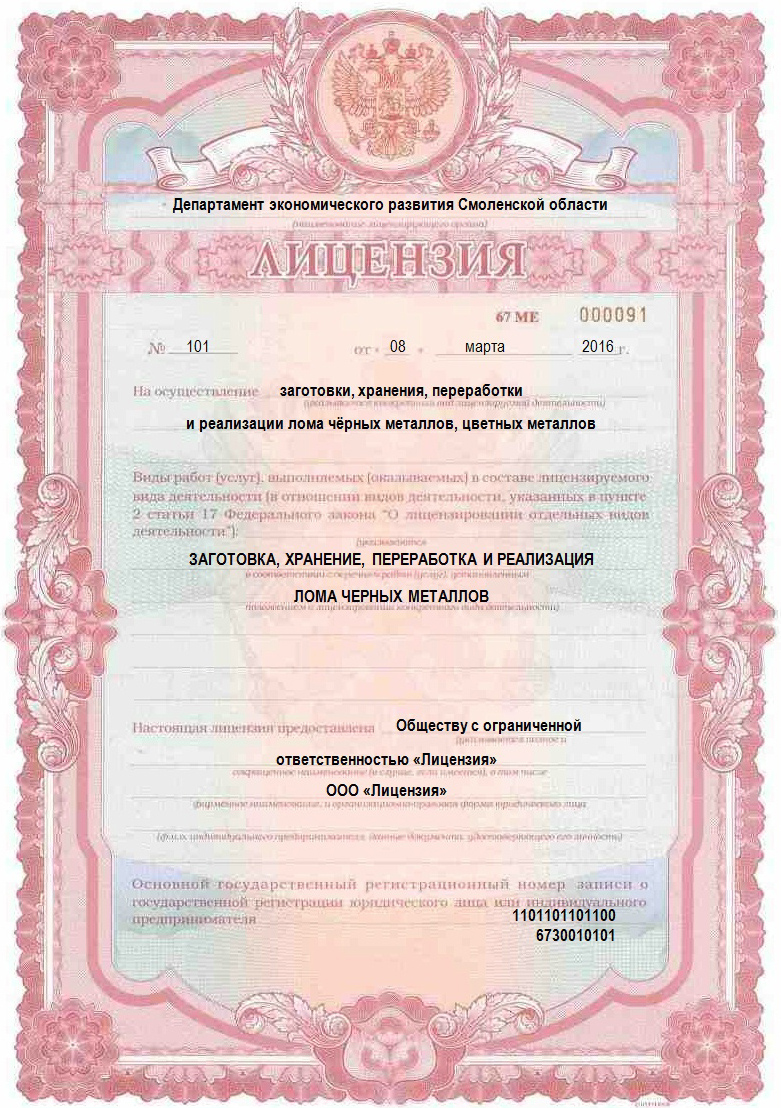 Департамент экономического развития Смоленской области
(наименование лицензирующего органа)
ЛИЦЕНЗИЯ
67 МЕ 000091
№ 101 от « 08 » марта 2016 г.
На осуществление заготовки, хранения, переработки
(указывается конкретный вид лицензируемой деятельности)
и реализации лома чёрных металлов, цветных металлов
Виды работ (услуг), выполняемых (оказываемых) в составе лицензируемого
вида деятельности (в отношении видов деятельности, указанных в пункте
2 статьи 17 Федерального закона "О лицензировании отдельных видов
деятельности"):
(указываются
ЗАГОТОВКА, ХРАНЕНИЕ, ПЕРЕРАБОТКА И РЕАЛИЗАЦИЯ
в соответствии с перечнем работ (услуг), установленным
ЛОМА ЧЕРНЫХ МЕТАЛЛОВ
положением о лицензировании конкретного вида деятельности)
Настоящая лицензия предоставлена Обществу с ограниченной
(указывается полное и
ответственностью «Лицензия»
сокращенное наименование (в случае, если имеется), в том числе
ООО «Лицензия»
фирменное наименование, и организационно-правовая форма юридического лица
(ф.и.о. индивидуального предпринимателя, данные документа, удостоверяющего его личность)
Основной государственный регистрационный номер записи о
государственной регистрации юридического лица или индивидуального
предпринимателя 1101101101100
6730010101